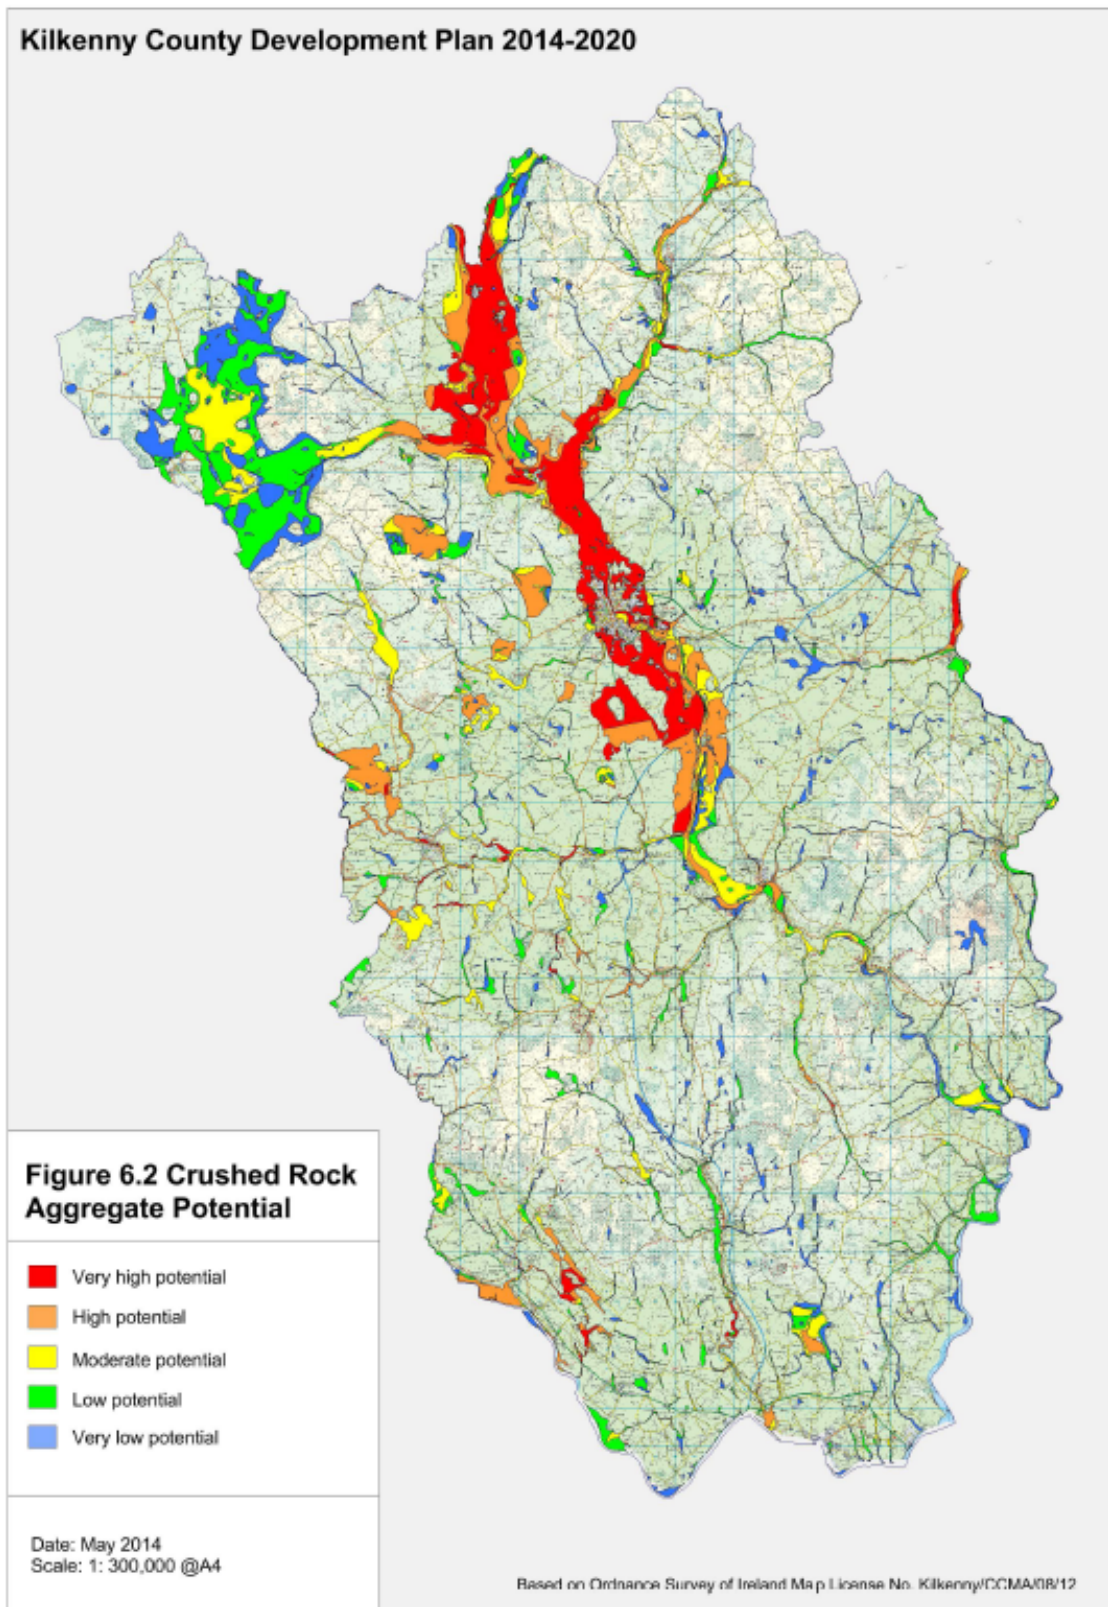 Kilkenny County Development Plan 2014-2020
Figure 6.2 Crushed Rock
Aggregate Potential
Very high potential
High potential
Moderate potential
Low potential
Very low potential
Date: May 2014
Scale: 1: 300,000 @A4
Based on Ordnance Survey of Ireland Map License No. Kilkenny/CCMA/08/12